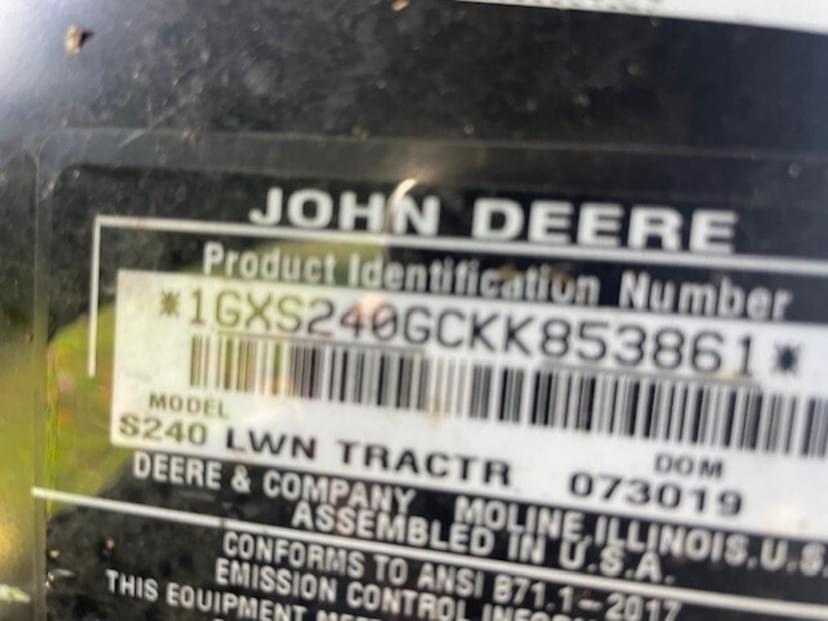 JOHN DEERE
Product Identification Number
*1GXS240GCKK853861*
MODEL
S240 LWN TRACTR
DOM
073019
DEERE & COMPANY MOLINE, ILLINOIS. U.S.
ASSEMBLED IN U.S.A.
CONFORMS TO ANSI B71.1-2017
EMISSION CONTROL
THIS EQUIPMENT